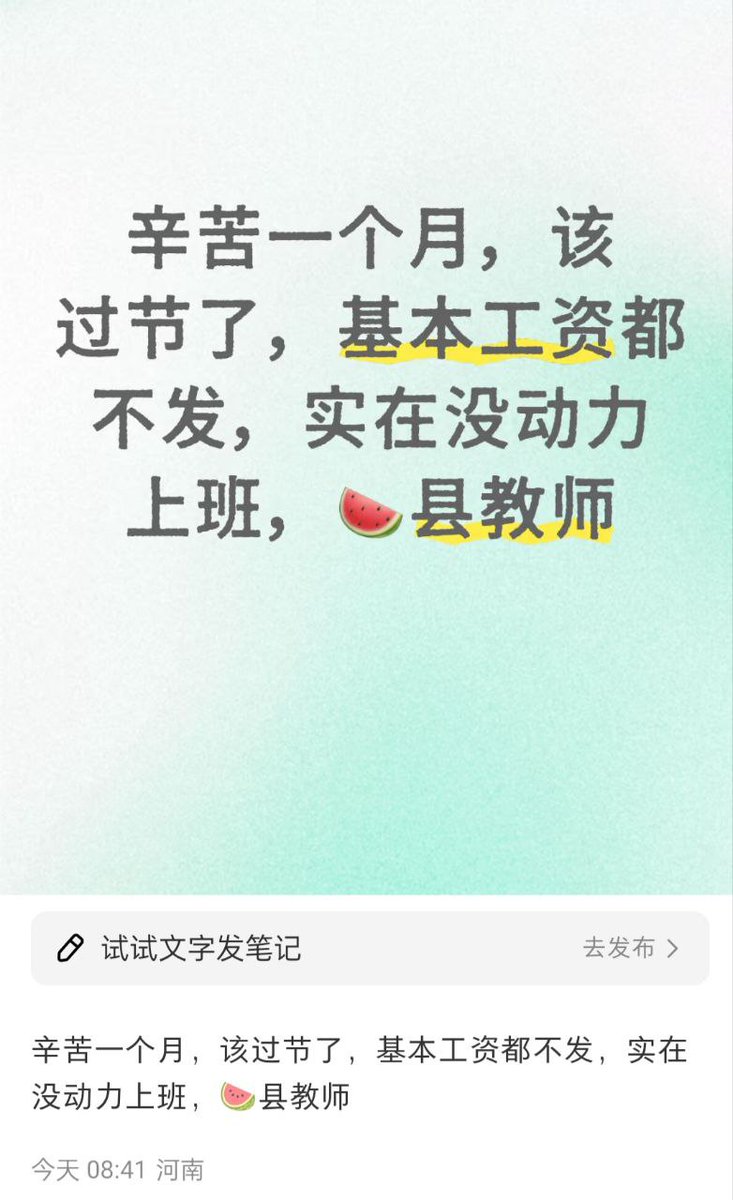 辛苦一个月，该
过节了，基本工资都
不发，实在没动力
上班，🍉县教师
试试文字发笔记
去发布
辛苦一个月，该过节了，基本工资都不发，实在
没动力上班，🍉县教师
今天 08:41 河南